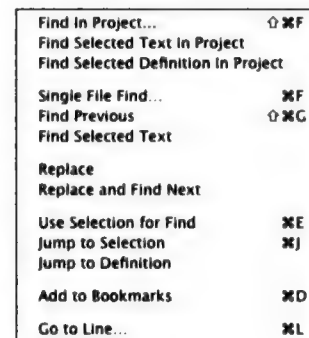 Find In Project... ⇧⌘F
Find Selected Text In Project
Find Selected Definition In Project
Single File Find... ⌘F
Find Previous ⇧⌘G
Find Selected Text
Replace
Replace and Find Next
Use Selection for Find ⌘E
Jump to Selection ⌘J
Jump to Definition
Add to Bookmarks ⌘D
Go to Line... ⌘L